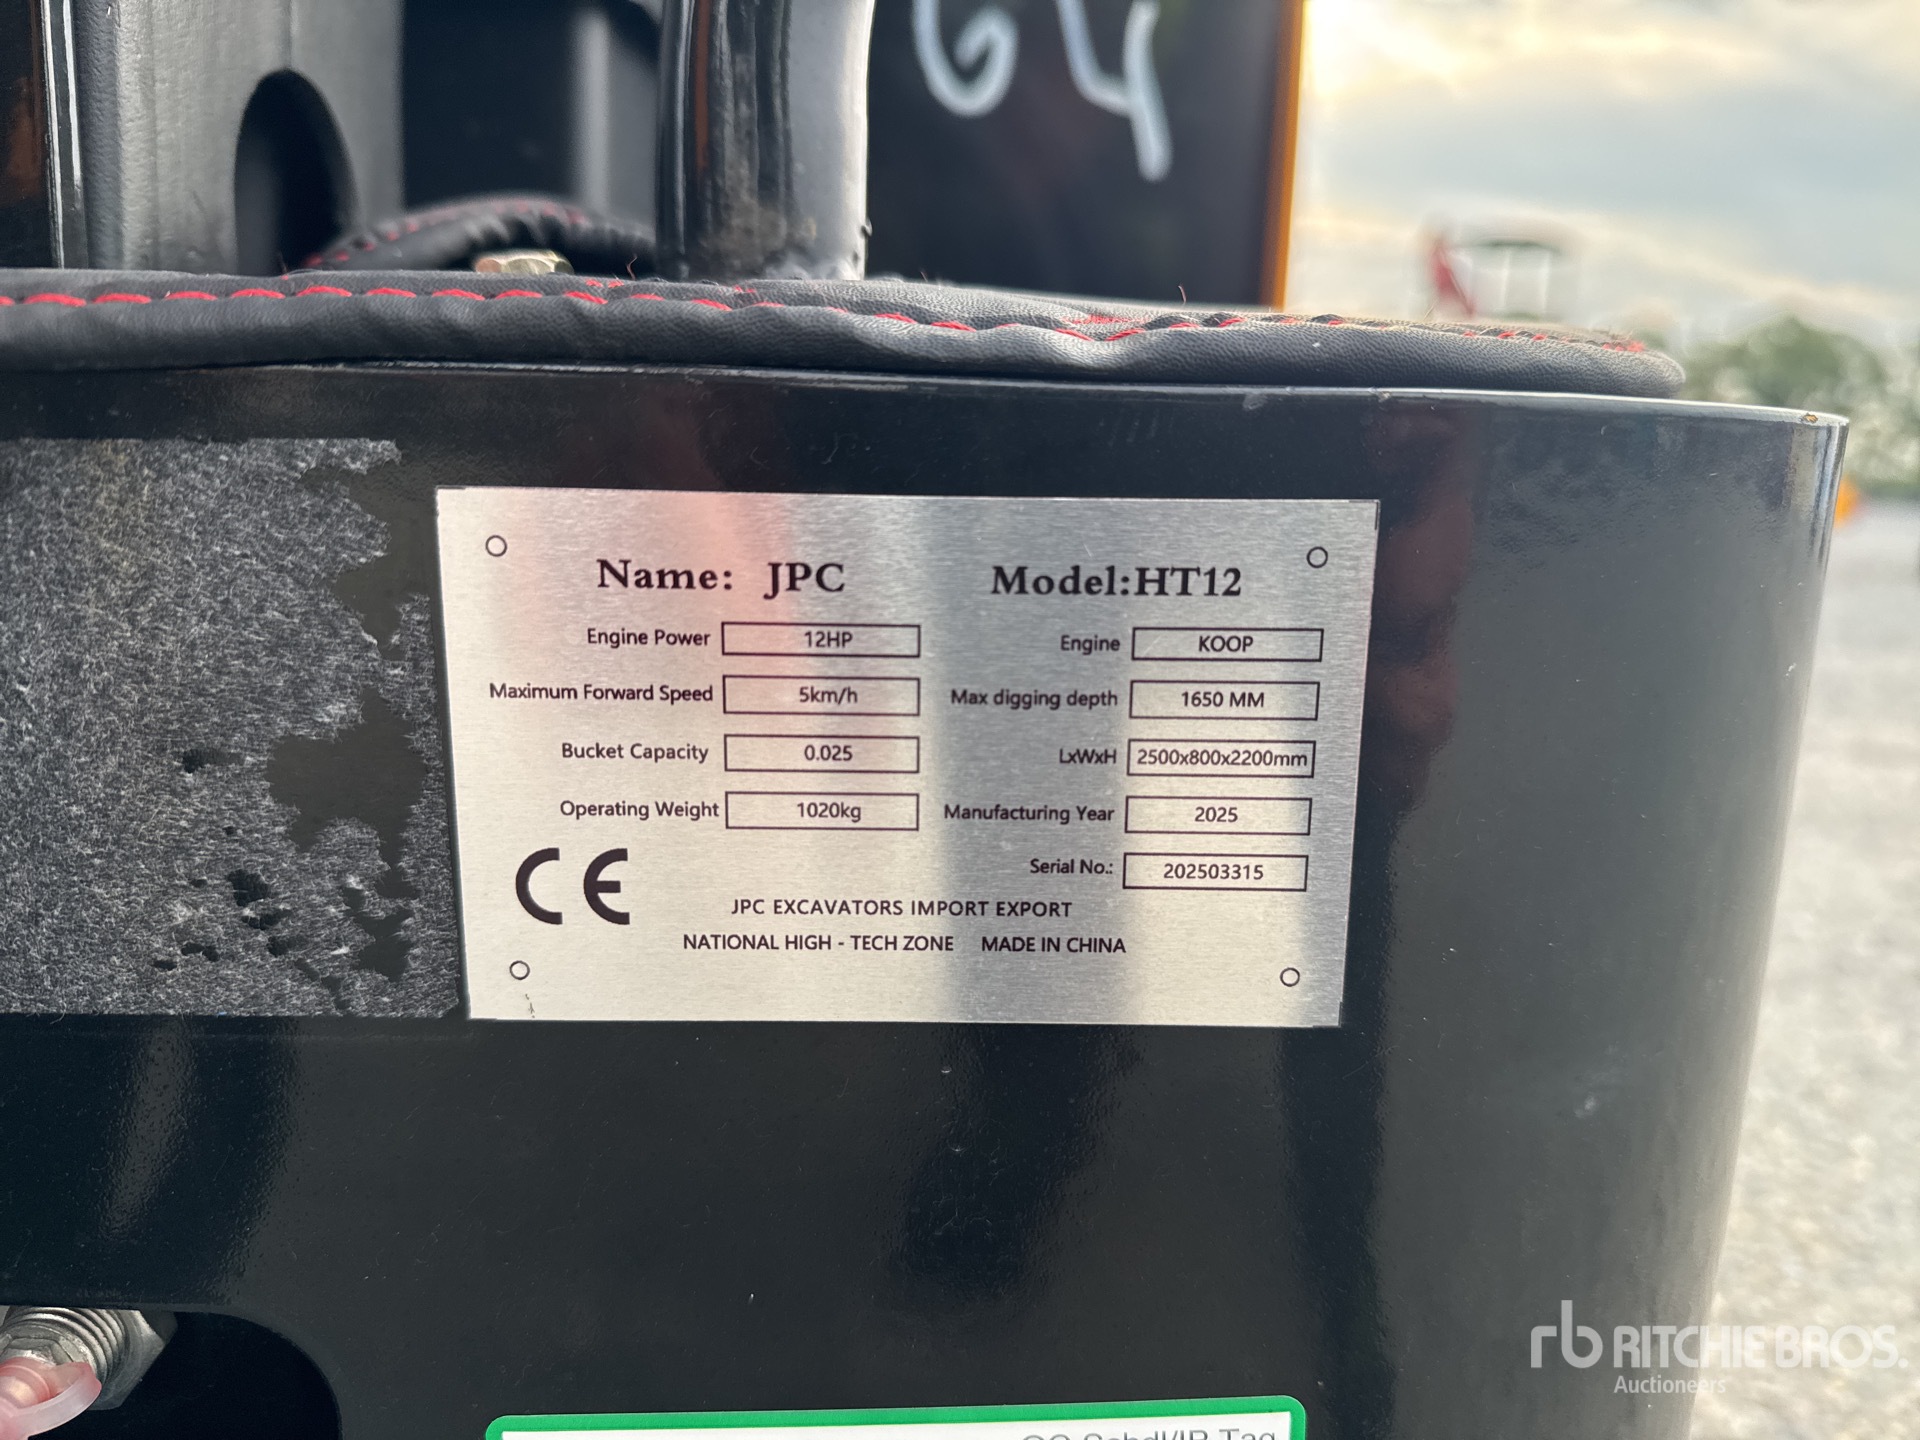 Name: JPC Model:HT12
Engine Power 12HP Engine KOOP
Maximum Forward Speed 5km/h Max digging depth 1650 MM
Bucket Capacity 0.025 LxWxH 2500x800x2200mm
Operating Weight 1020kg Manufacturing Year 2025
Serial No.: 202503315
CE
JPC EXCAVATORS IMPORT EXPORT
NATIONAL HIGH - TECH ZONE MADE IN CHINA
rb RITCHIE BROS.
Auctioneers
Tag